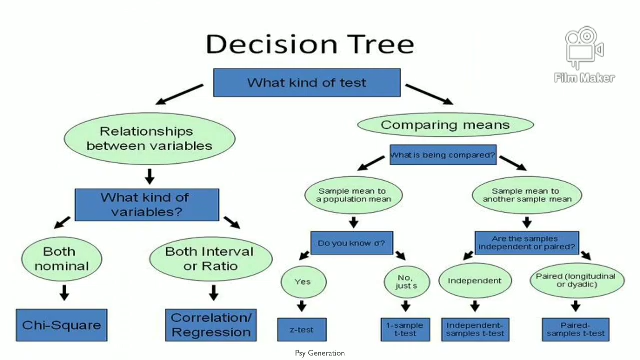 Decision Tree
Film Maker
What kind of test
Relationships
between variables
Comparing means
What is being compared?
What kind of
variables?
Sample mean to
a population mean
Sample mean to
another sample mean
Do you know σ?
Are the samples
independent or paired?
Both
nominal
Both Interval
or Ratio
Yes
No,
just s
Independent
Paired (longitudinal
or dyadic)
Chi-Square
Correlation/
Regression
z-test
1-sample
t-test
Independent-
samples t-test
Paired-
samples t-test
Psy Generation